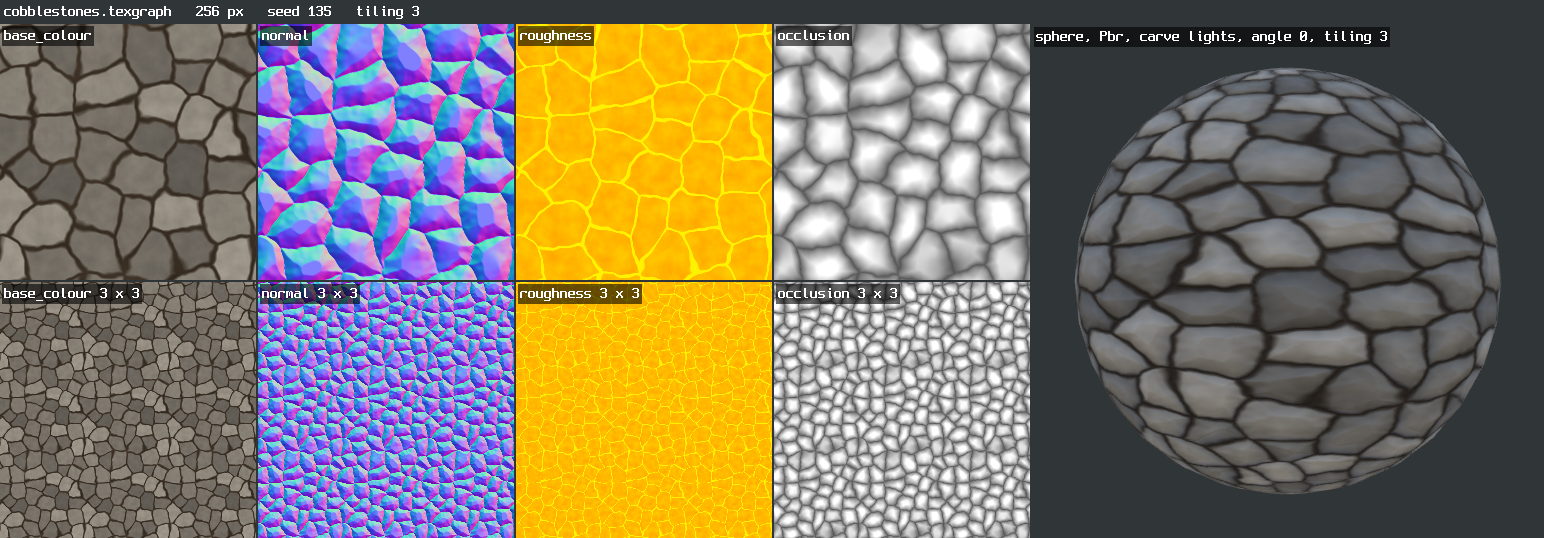 cobblestones.texgraph 256 px seed 135 tiling 3
base_colour
normal
roughness
occlusion
sphere, Pbr, carve lights, angle 0, tiling 3
base_colour 3 x 3
normal 3 x 3
roughness 3 x 3
occlusion 3 x 3